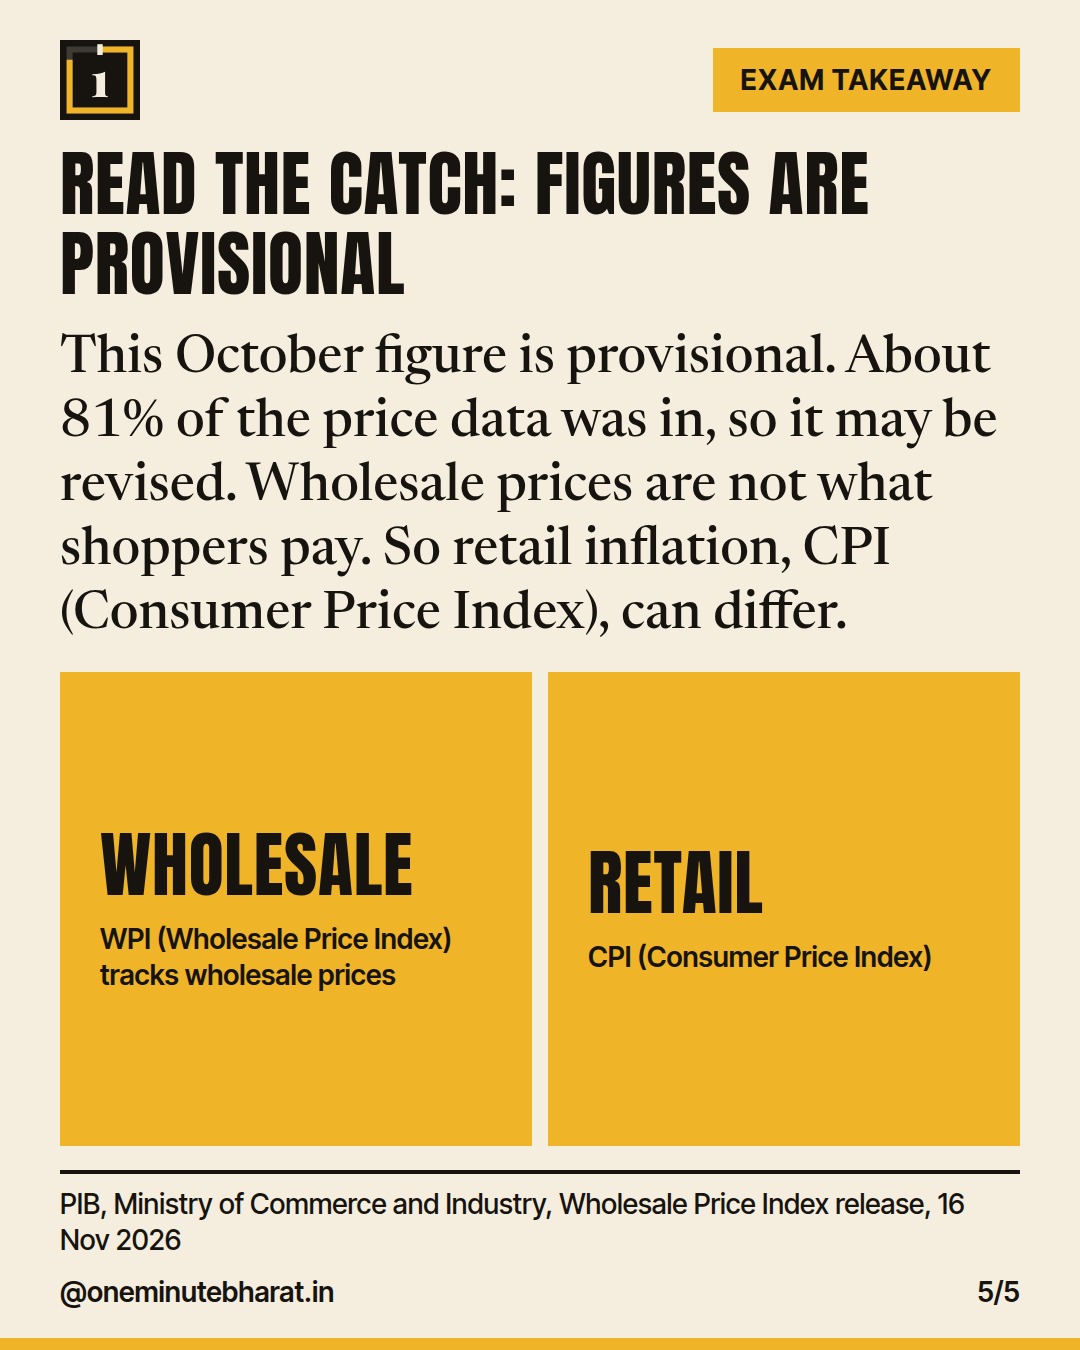 ı
EXAM TAKEAWAY
READ THE CATCH: FIGURES ARE
PROVISIONAL
This October figure is provisional. About
81% of the price data was in, so it may be
revised. Wholesale prices are not what
shoppers pay. So retail inflation, CPI
(Consumer Price Index), can differ.
WHOLESALE
WPI (Wholesale Price Index)
tracks wholesale prices
RETAIL
CPI (Consumer Price Index)
PIB, Ministry of Commerce and Industry, Wholesale Price Index release, 16
Nov 2026
@oneminutebharat.in
5/5